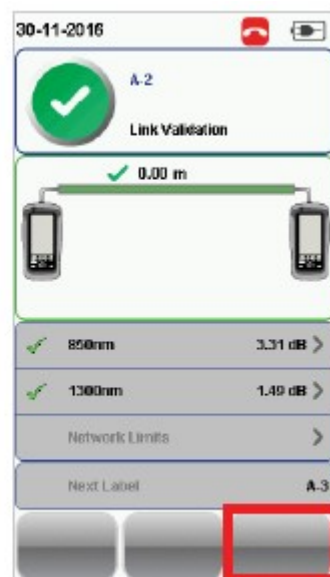 30-11-2016
A-2
Link Validation
0.00 m
850nm 3.31 dB
1300nm 1.49 dB
Network Limits
Next Label A-3